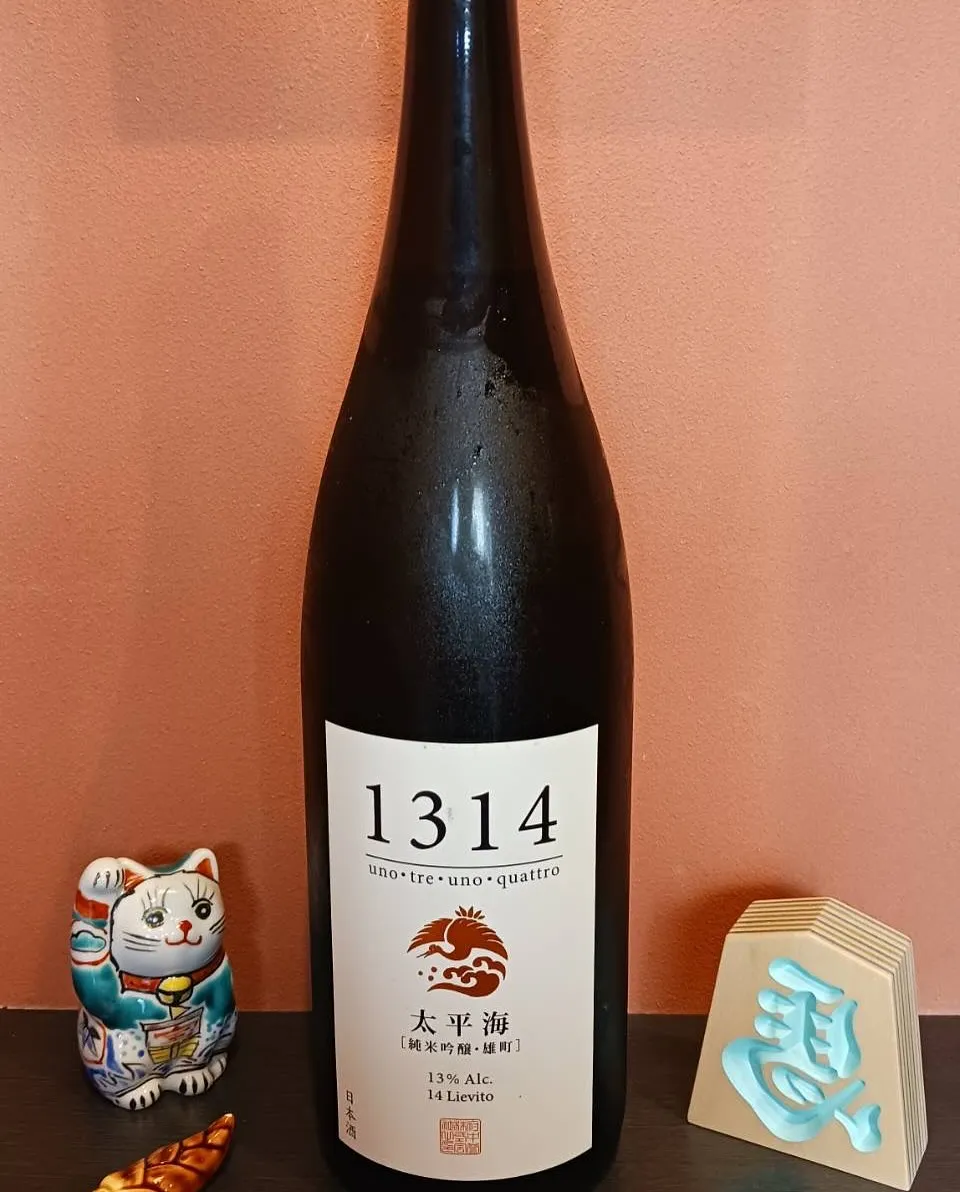 1314
uno・tre・uno・quattro
太平海
[純米吟醸・雄町]
13% Alc.
14 Lievito
日本酒